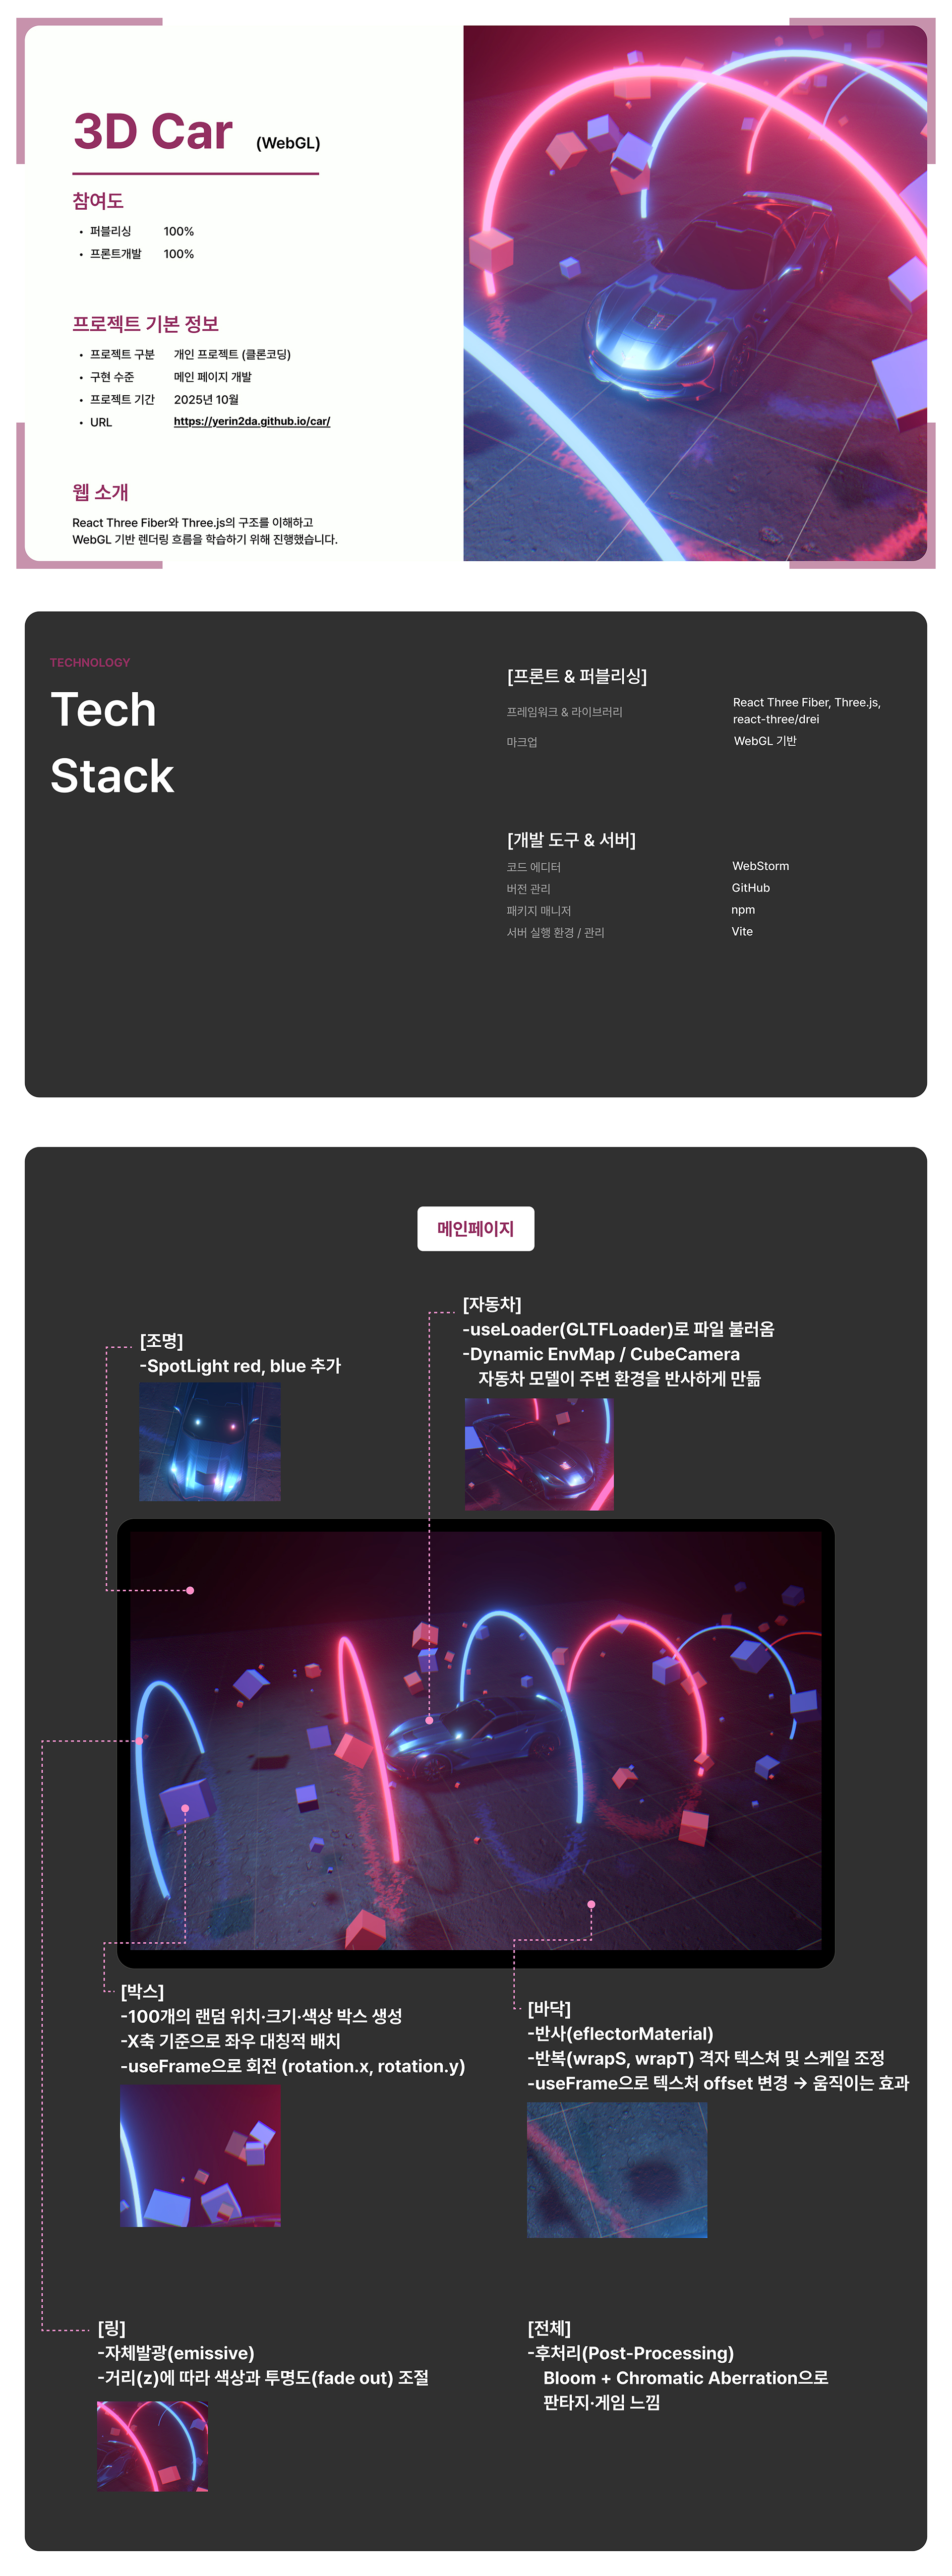 3D Car (WebGL)
참여도
• 퍼블리싱 100%
• 프론트개발 100%
프로젝트 기본 정보
• 프로젝트 구분 개인 프로젝트 (클론코딩)
• 구현 수준 메인 페이지 개발
• 프로젝트 기간 2025년 10월
• URL https://yerin2da.github.io/car/
웹 소개
React Three Fiber와 Three.js의 구조를 이해하고
WebGL 기반 렌더링 흐름을 학습하기 위해 진행했습니다.
TECHNOLOGY
Tech
Stack
[프론트 & 퍼블리싱]
프레임워크 & 라이브러리 React Three Fiber, Three.js,
react-three/drei
마크업 WebGL 기반
[개발 도구 & 서버]
코드 에디터 WebStorm
버전 관리 GitHub
패키지 매니저 npm
서버 실행 환경 / 관리 Vite
메인페이지
[조명]
-SpotLight red, blue 추가
[자동차]
-useLoader(GLTFLoader)로 파일 불러옴
-Dynamic EnvMap / CubeCamera
자동차 모델이 주변 환경을 반사하게 만듦
[박스]
-100개의 랜덤 위치·크기·색상 박스 생성
-X축 기준으로 좌우 대칭적 배치
-useFrame으로 회전 (rotation.x, rotation.y)
[바닷]
-반사(eflectorMaterial)
-반복(wrapS, wrapT) 격자 텍스쳐 및 스케일 조정
-useFrame으로 텍스처 offset 변경 → 움직이는 효과
[링]
-자체발광(emissive)
-거리(z)에 따라 색상과 투명도(fade out) 조절
[전체]
-후처리(Post-Processing)
Bloom + Chromatic Aberration으로
판타지·게임 느낌